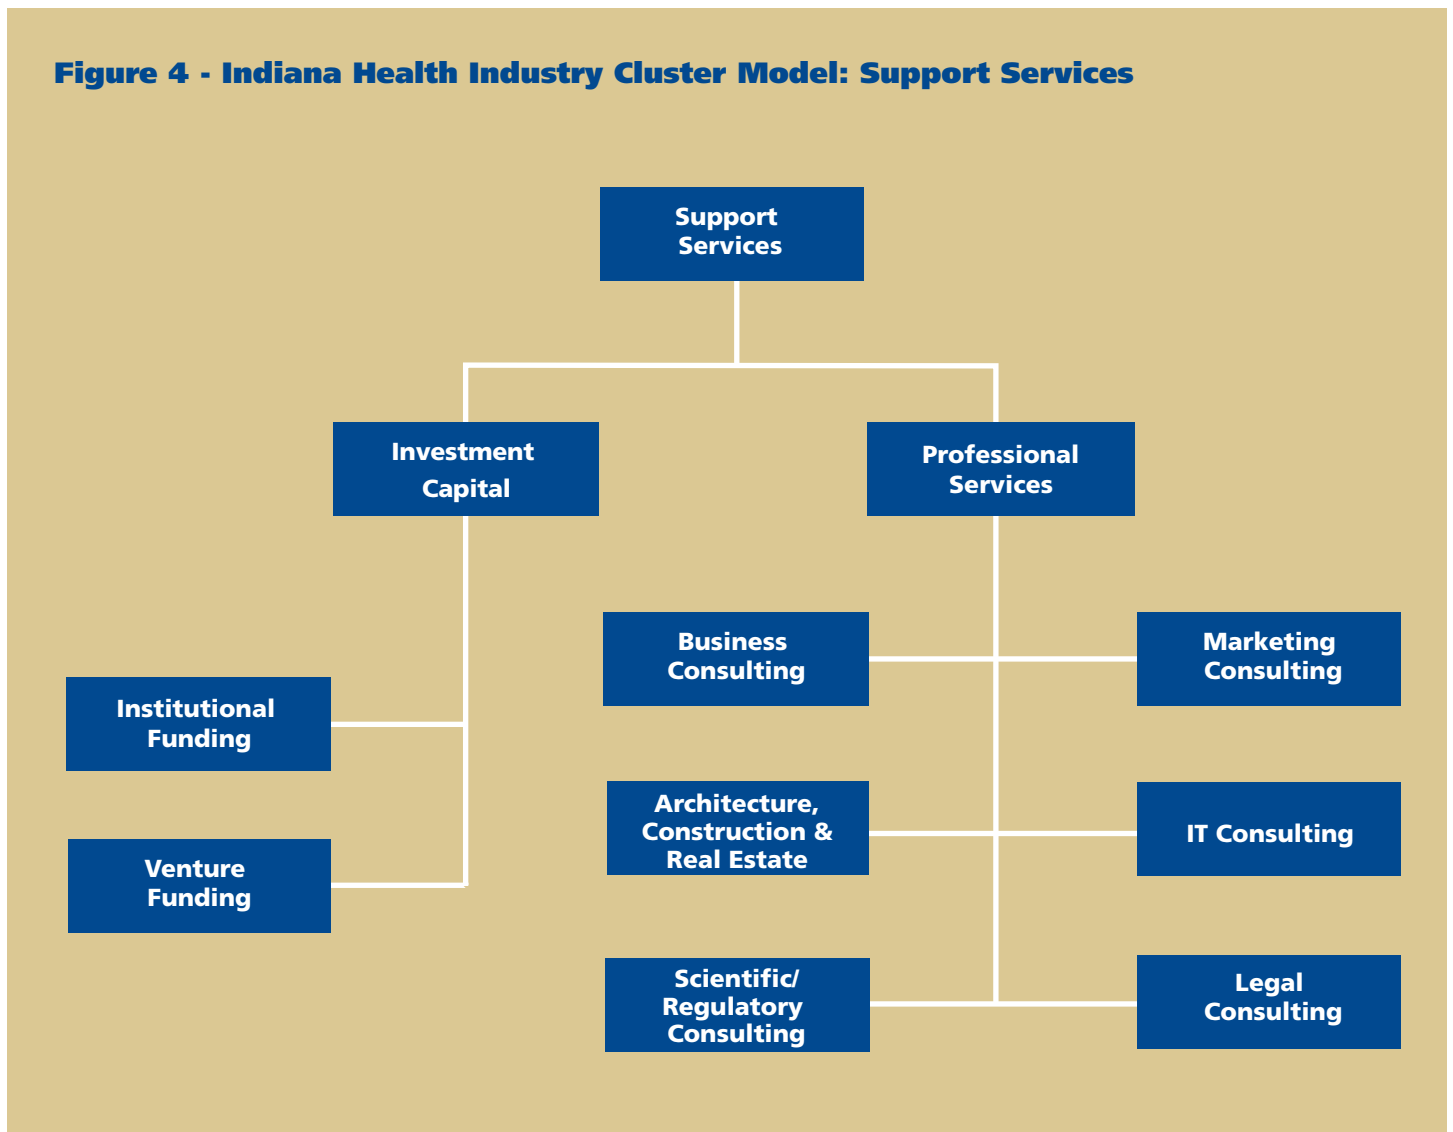 Figure 4 - Indiana Health Industry Cluster Model: Support Services
Support
Services
Investment
Capital
Professional
Services
Institutional
Funding
Venture
Funding
Business
Consulting
Marketing
Consulting
Architecture,
Construction &
Real Estate
IT Consulting
Scientific/
Regulatory
Consulting
Legal
Consulting